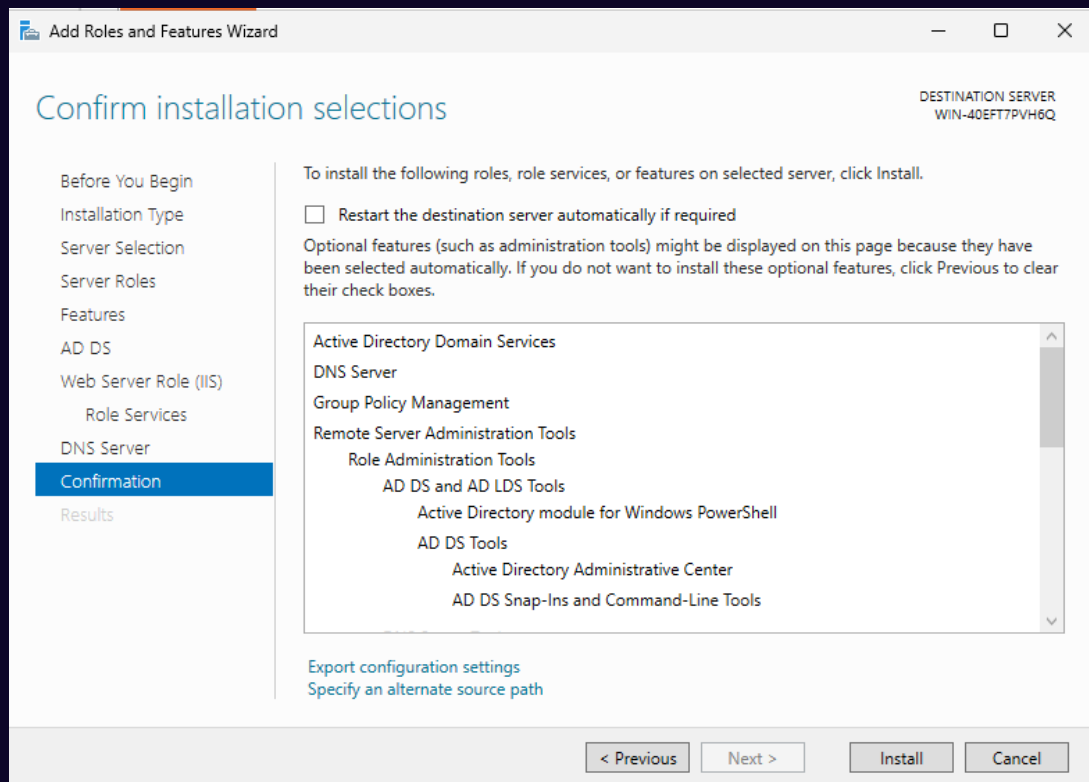 Add Roles and Features Wizard
Confirm installation selections
DESTINATION SERVER
WIN-40EFT7PVH6Q
Before You Begin
Installation Type
Server Selection
Server Roles
Features
AD DS
Web Server Role (IIS)
Role Services
DNS Server
Confirmation
Results
To install the following roles, role services, or features on selected server, click Install.
Restart the destination server automatically if required
Optional features (such as administration tools) might be displayed on this page because they have
been selected automatically. If you do not want to install these optional features, click Previous to clear
their check boxes.
Active Directory Domain Services
DNS Server
Group Policy Management
Remote Server Administration Tools
Role Administration Tools
AD DS and AD LDS Tools
Active Directory module for Windows PowerShell
AD DS Tools
Active Directory Administrative Center
AD DS Snap-Ins and Command-Line Tools
Export configuration settings
Specify an alternate source path
< Previous
Next >
Install
Cancel